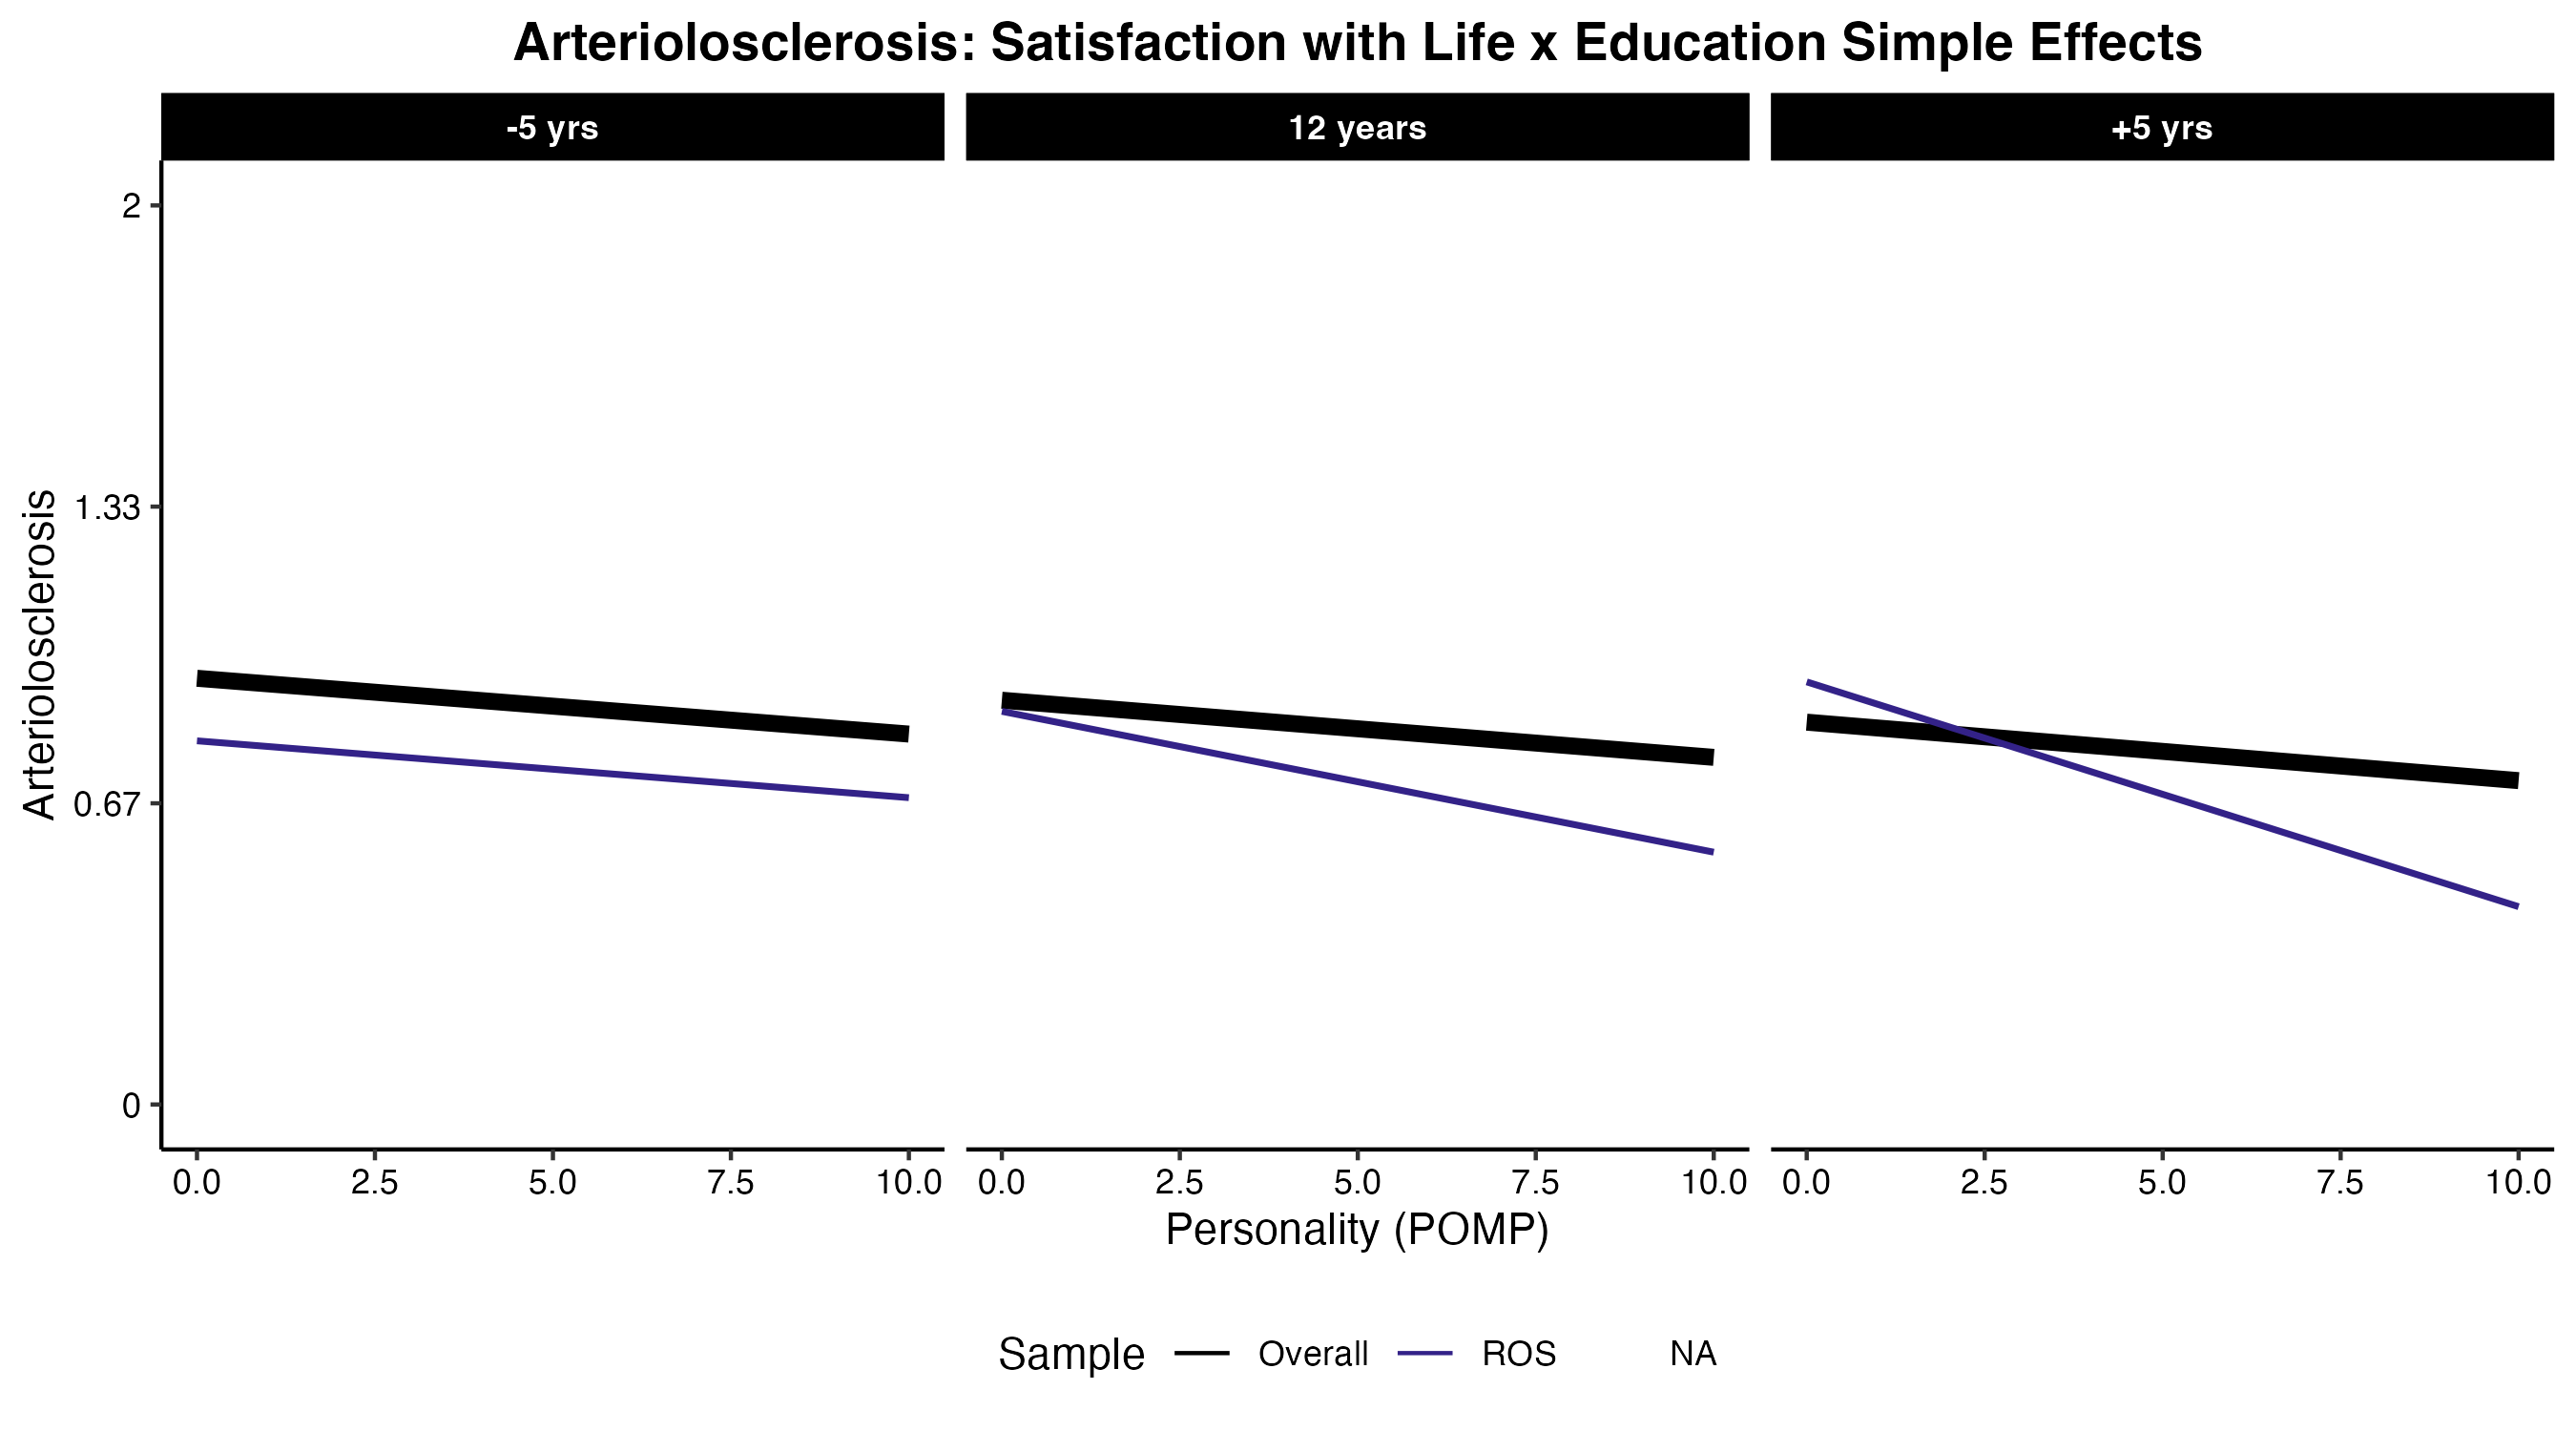 Arteriolosclerosis: Satisfaction with Life x Education Simple Effects
-5 yrs 12 years +5 yrs
2
1.33
0.67
0
Arteriolosclerosis
0.0 2.5 5.0 7.5 10.0 0.0 2.5 5.0 7.5 10.0 0.0 2.5 5.0 7.5 10.0
Personality (POMP)
Sample Overall ROS NA